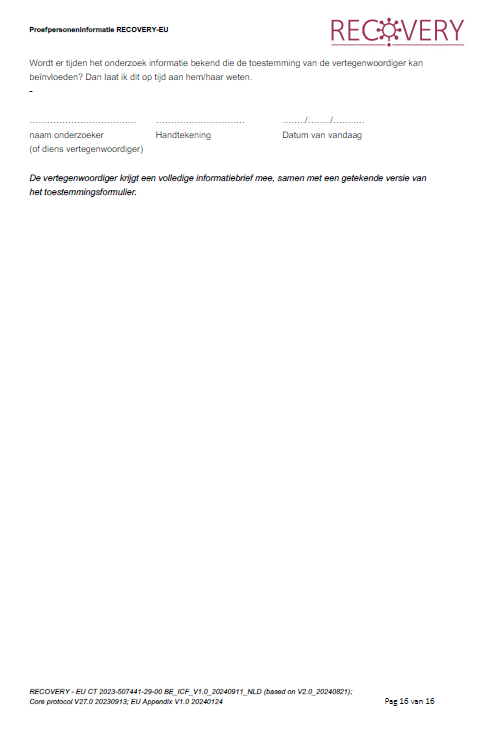 Proefpersoneninformatie RECOVERY-EU
RECOVERY
Wordt er tijden het onderzoek informatie bekend die de toestemming van de vertegenwoordiger kan
beïnvloeden? Dan laat ik dit op tijd aan hem/haar weten.
-
.................................... .............................. ......../......../...........
naam onderzoeker Handtekening Datum van vandaag
(of diens vertegenwoordiger)
De vertegenwoordiger krijgt een volledige informatiebrief mee, samen met een getekende versie van
het toestemmingsformulier.
RECOVERY - EU CT 2023-507441-29-00 BE_ICF_V1.0_20240911_NLD (based on V2.0_20240821);
Core protocol V27.0 20230913; EU Appendix V1.0 20240124 Pag 16 van 16